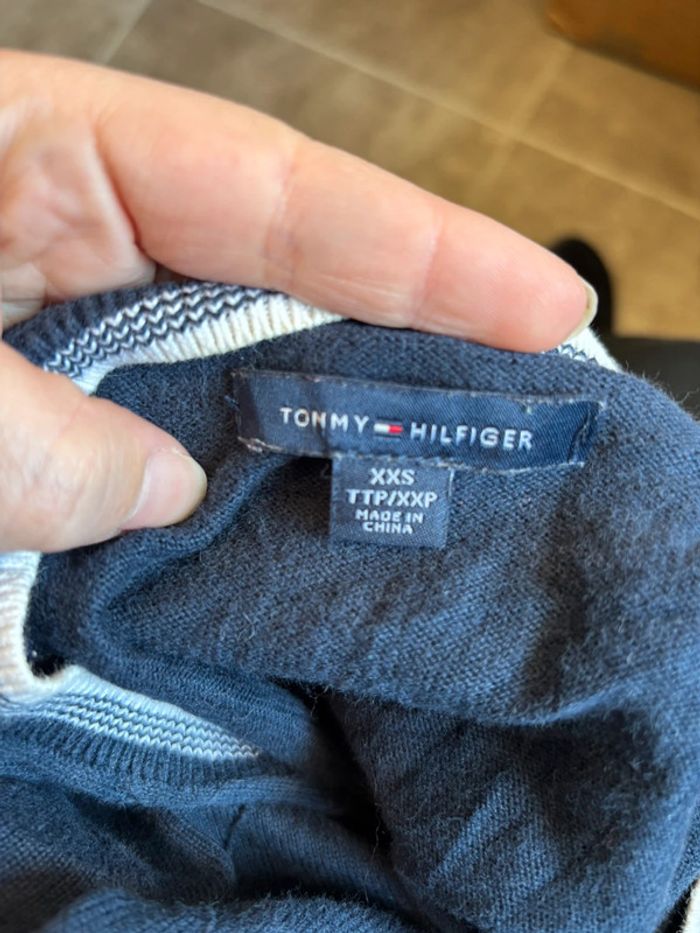 TOMMY HILFIGER
XXS
TTP/XXP
MADE IN
CHINA